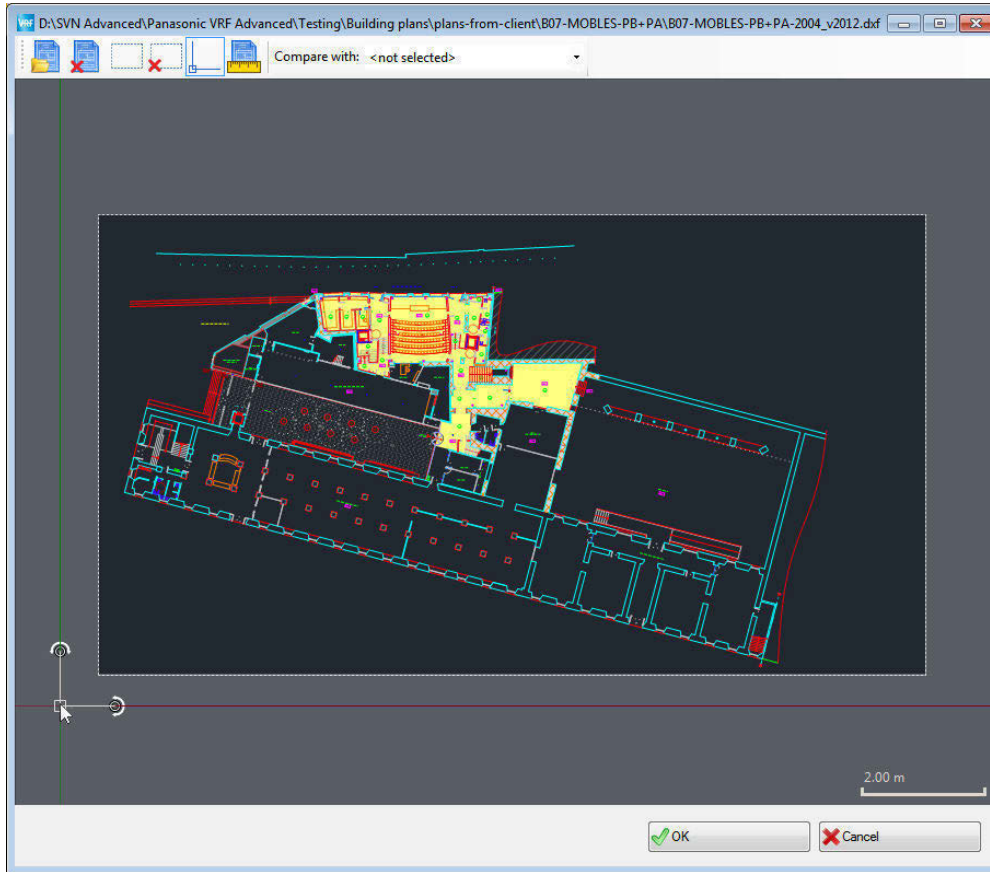 VRF D:\SVN Advanced\Panasonic VRF Advanced\Testing\Building plans\plans-from-client\B07-MOBLES-PB+PA\B07-MOBLES-PB+PA-2004_v2012.dxf
Compare with: <not selected>
2.00 m
OK
Cancel